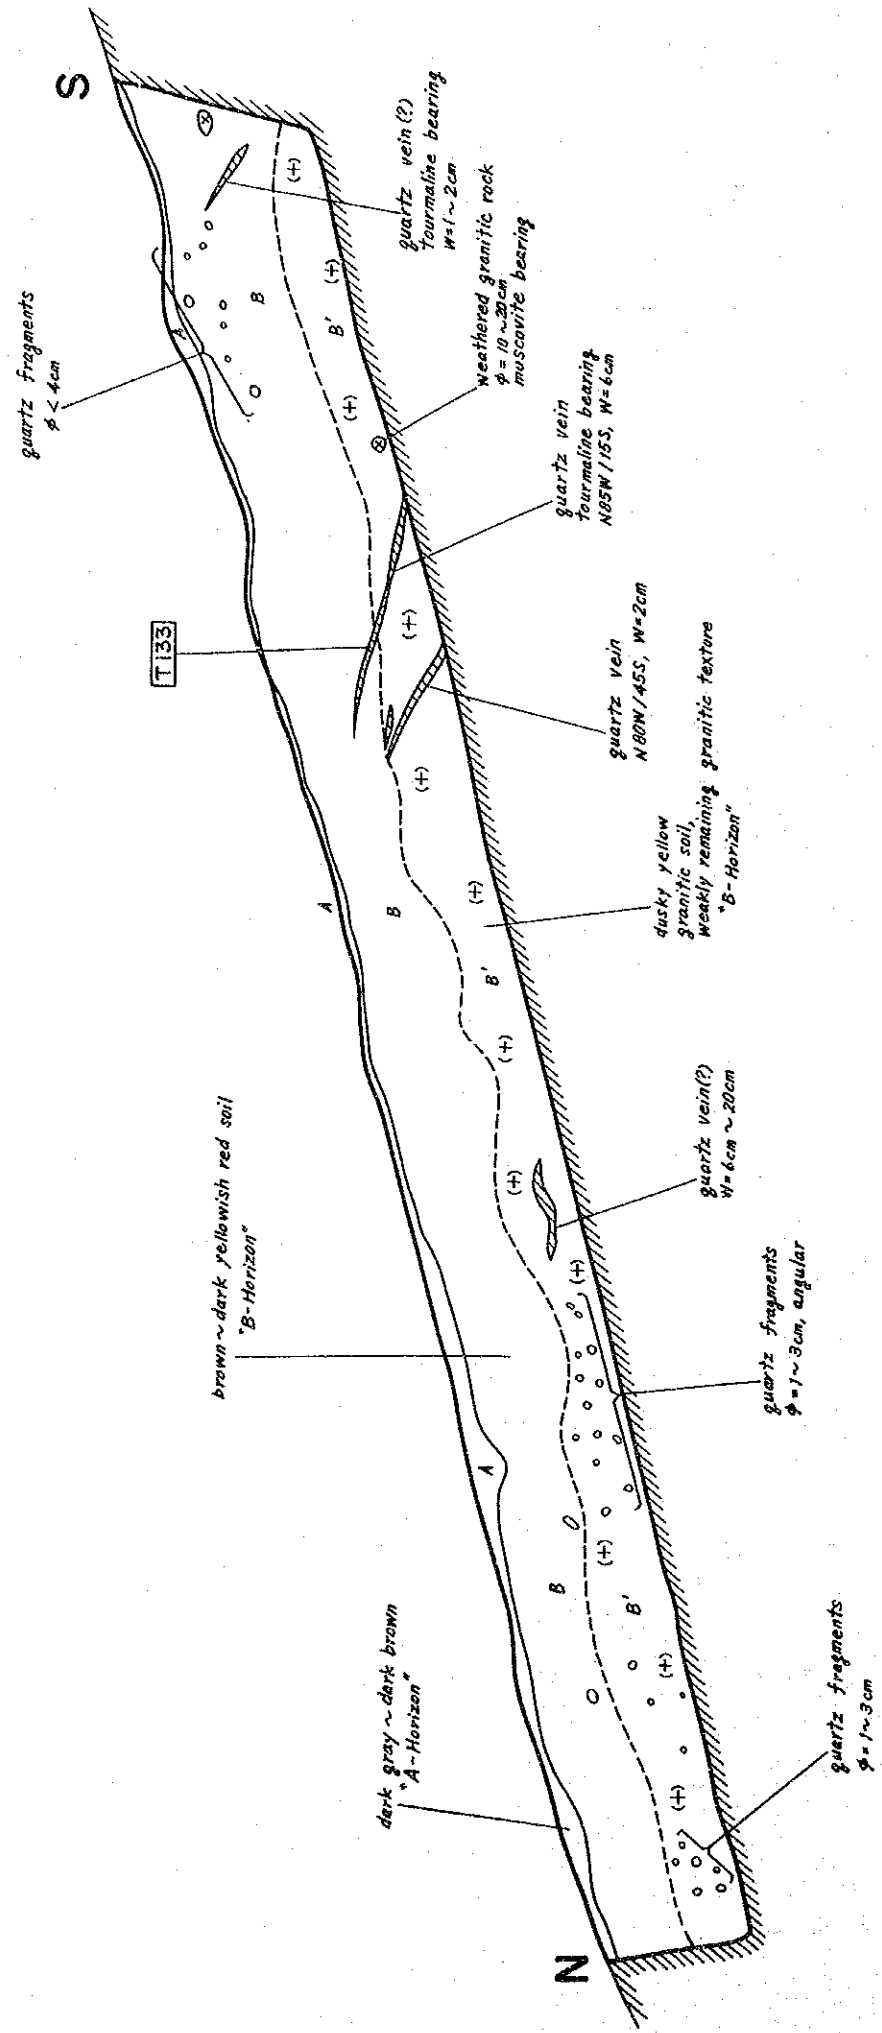 N
S
dark gray ~ dark brown
"A-Horizon"
brown ~ dark yellowish red soil
"B-Horizon"
T133
quartz fragments
φ < 4cm
A
A
A
B
B
B
B'
B'
B'
quartz fragments
φ = 1~3cm
quartz fragments
φ = 1~3cm, angular
quartz vein(?)
W=6cm ~ 20cm
dusky yellow
granitic soil,
weakly remaining granitic texture
"B-Horizon"
quartz vein
N80W/45S, W=2cm
quartz vein
tourmaline bearing
N85W/15S, W=6cm
weathered granitic rock
φ = 10 ~ 20cm
muscovite bearing
quartz vein(?)
tourmaline bearing
W=1 ~ 2cm